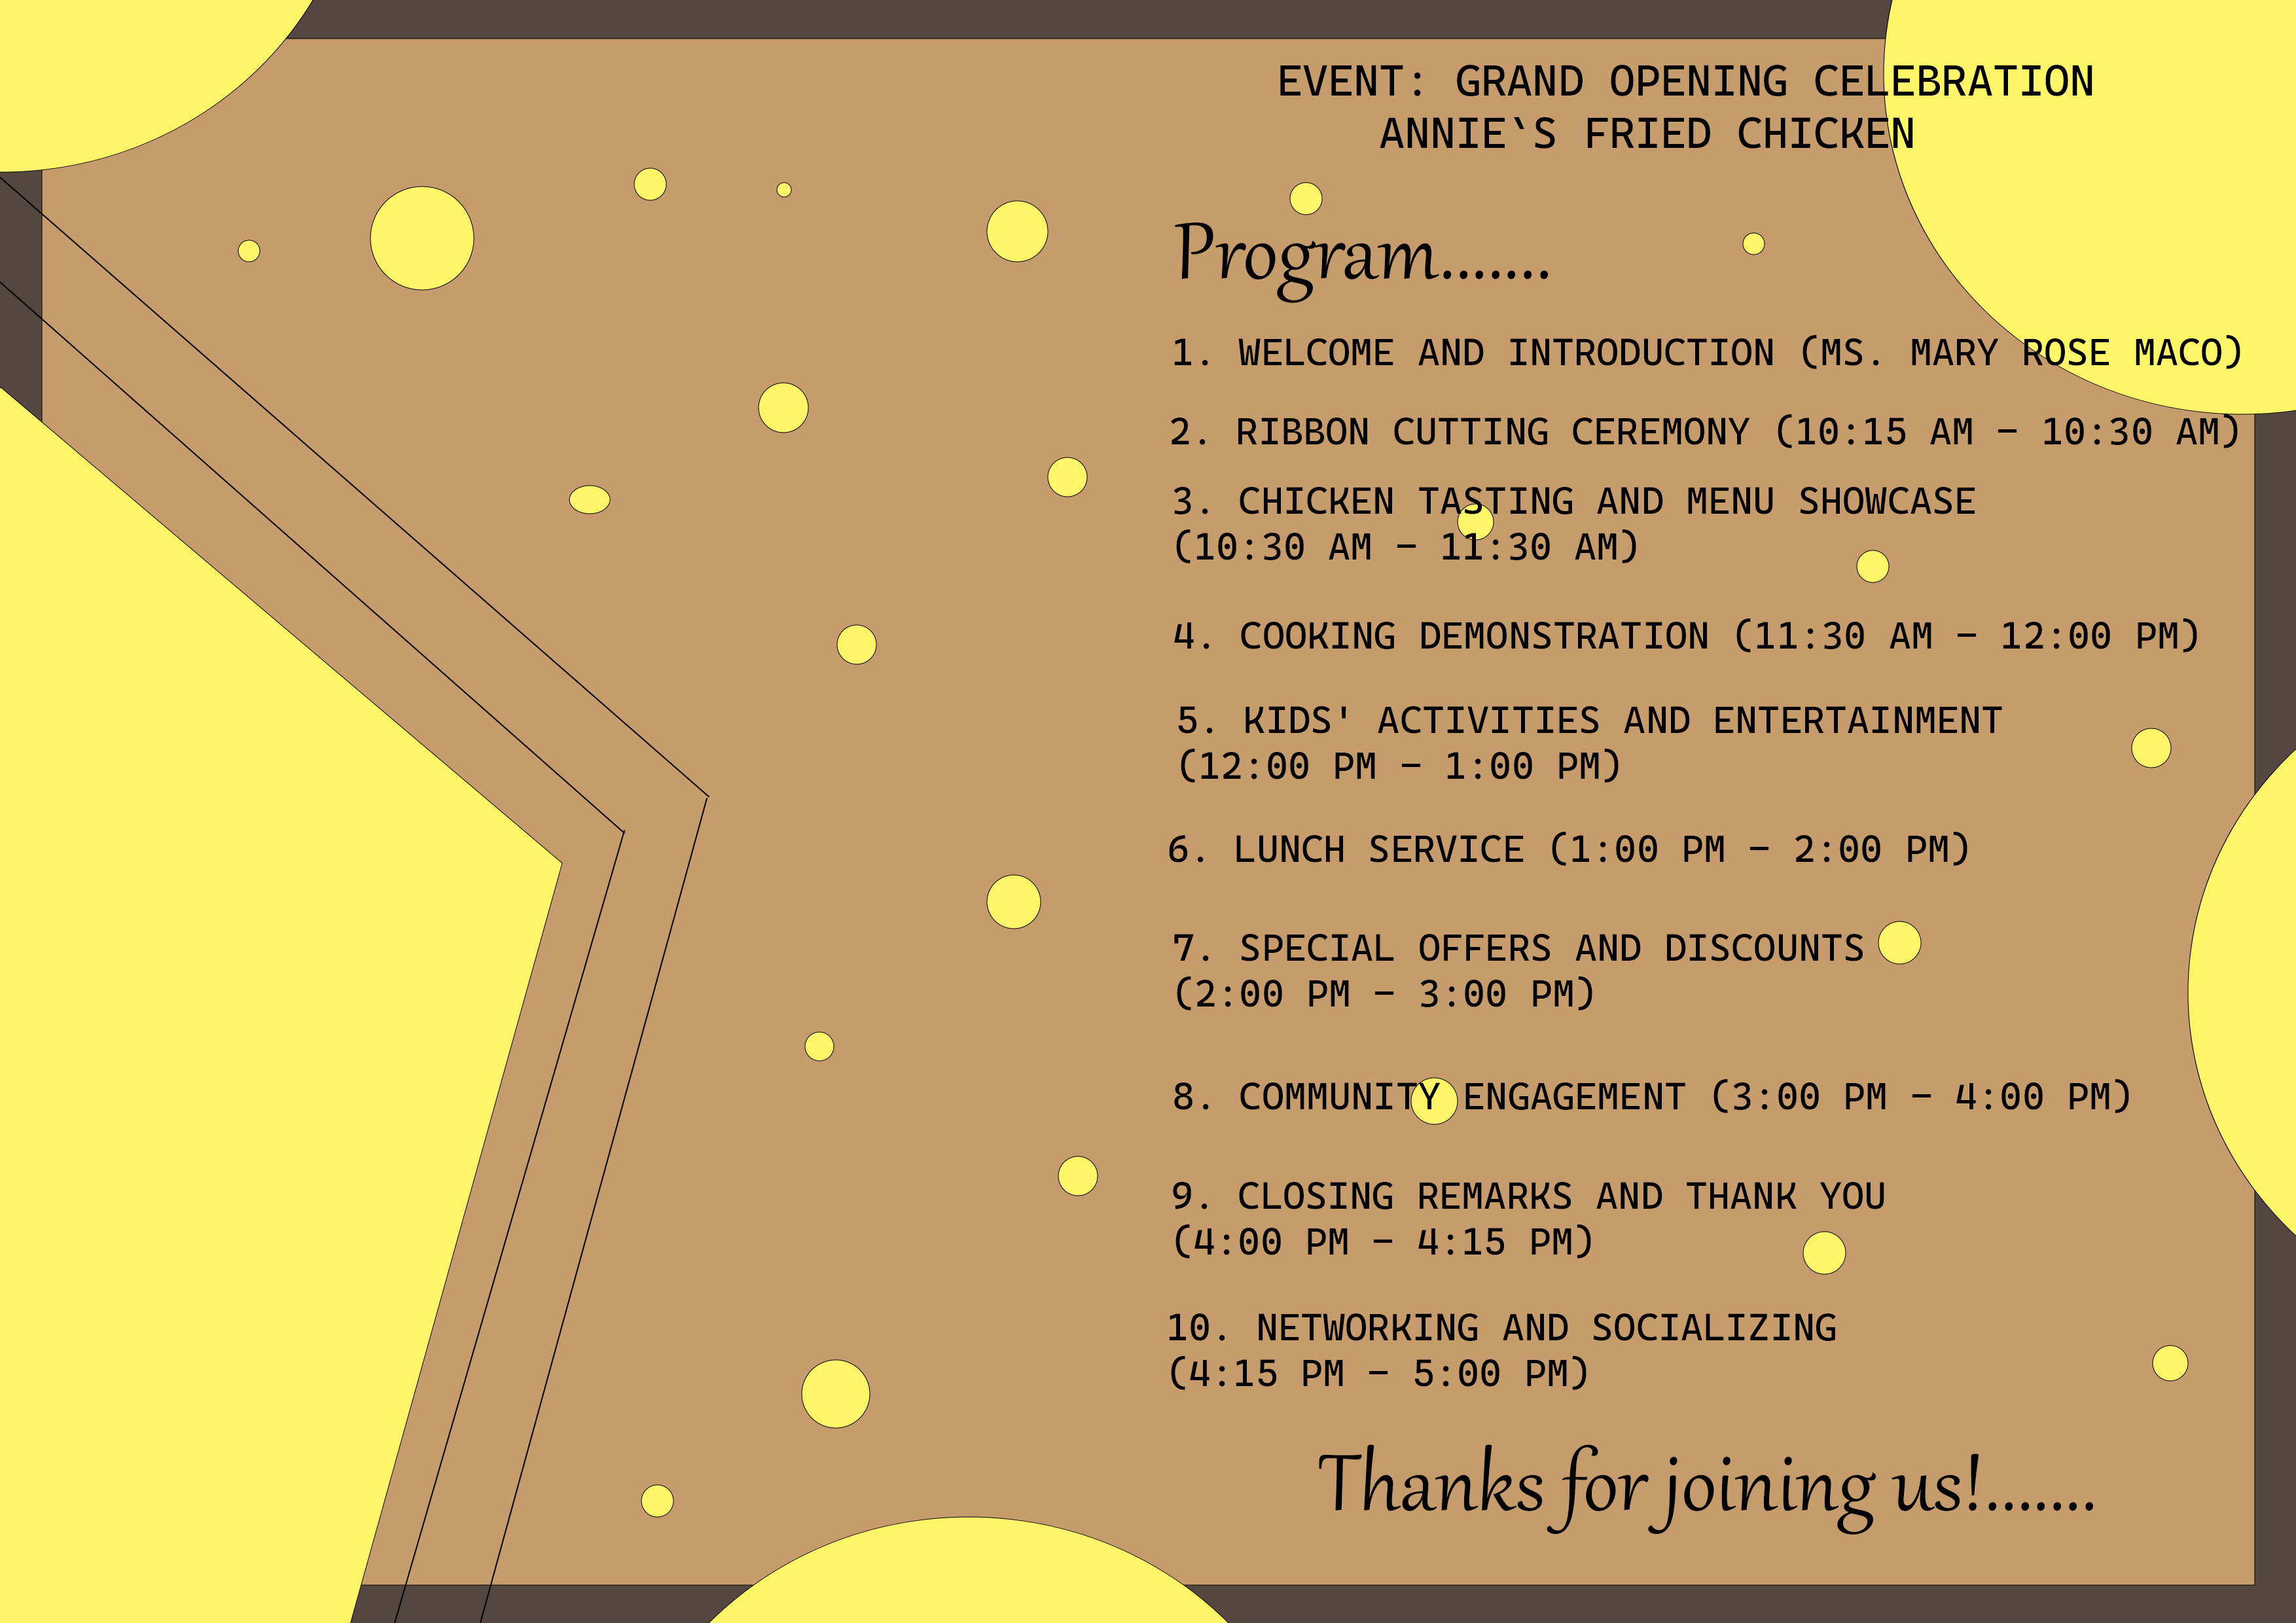 EVENT: GRAND OPENING CELEBRATION
ANNIE`S FRIED CHICKEN
Program.......
1. WELCOME AND INTRODUCTION (MS. MARY ROSE MACO)
2. RIBBON CUTTING CEREMONY (10:15 AM – 10:30 AM)
3. CHICKEN TASTING AND MENU SHOWCASE
(10:30 AM – 11:30 AM)
4. COOKING DEMONSTRATION (11:30 AM – 12:00 PM)
5. KIDS' ACTIVITIES AND ENTERTAINMENT
(12:00 PM – 1:00 PM)
6. LUNCH SERVICE (1:00 PM – 2:00 PM)
7. SPECIAL OFFERS AND DISCOUNTS
(2:00 PM – 3:00 PM)
8. COMMUNITY ENGAGEMENT (3:00 PM – 4:00 PM)
9. CLOSING REMARKS AND THANK YOU
(4:00 PM – 4:15 PM)
10. NETWORKING AND SOCIALIZING
(4:15 PM – 5:00 PM)
Thanks for joining us!.......